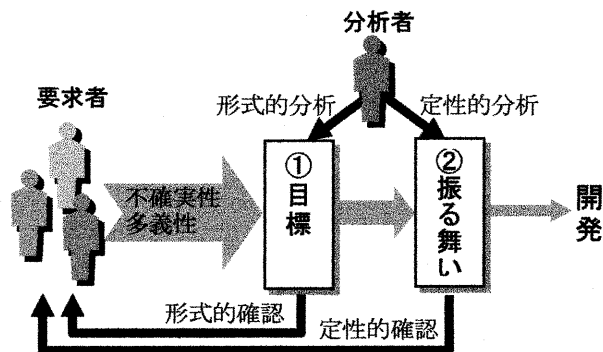 分析者
要求者
形式的分析
定性的分析
不確実性
多義性
①目標
②振る舞い
開発
形式的確認
定性的確認